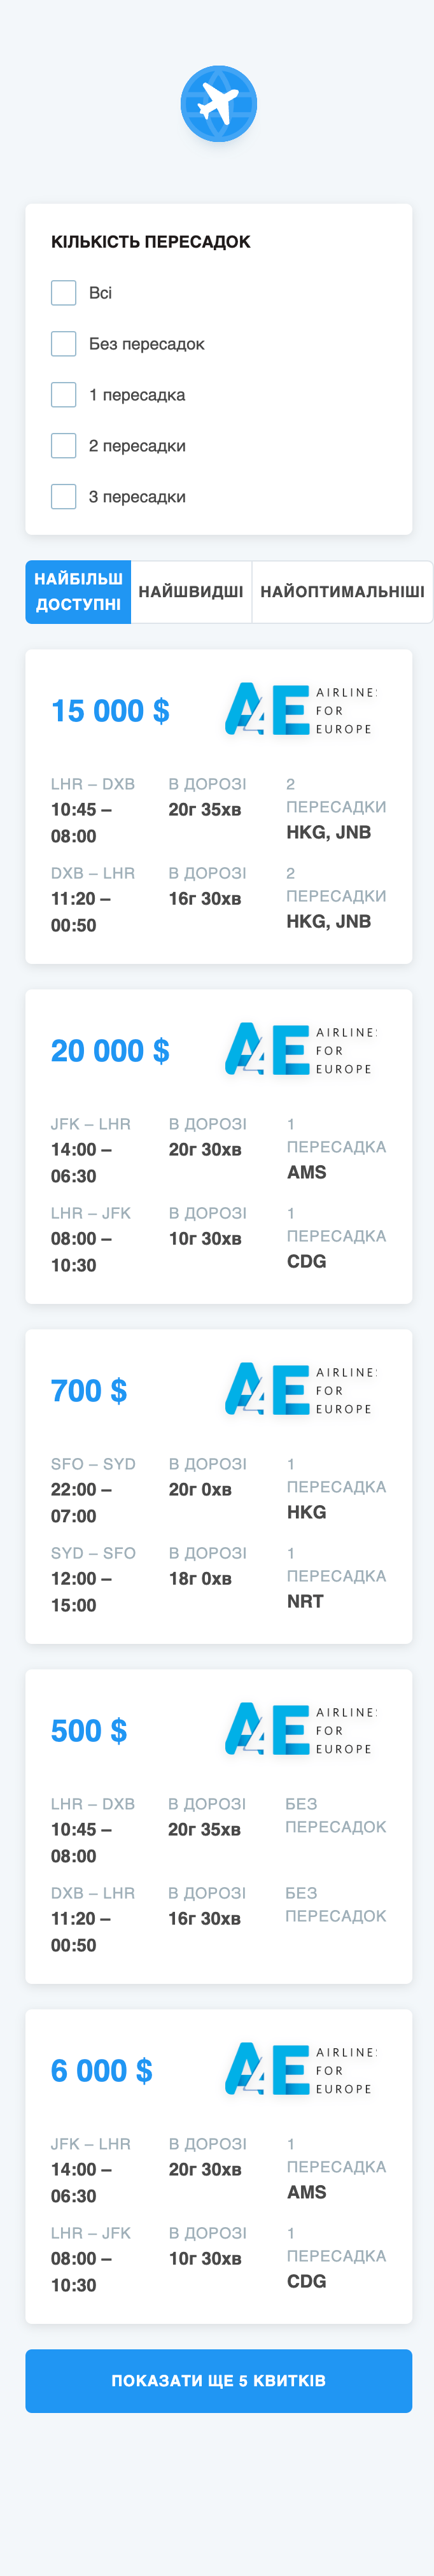 КІЛЬКІСТЬ ПЕРЕСАДОК
Всі
Без пересадок
1 пересадка
2 пересадки
3 пересадки
НАЙБІЛЬШ
ДОСТУПНІ
НАЙШВИДШІ
НАЙОПТИМАЛЬНІШІ
15 000 $
A4E
AIRLINES
FOR
EUROPE
LHR – DXB
10:45 –
08:00
В ДОРОЗІ
20г 35хв
2
ПЕРЕСАДКИ
HKG, JNB
DXB – LHR
11:20 –
00:50
В ДОРОЗІ
16г 30хв
2
ПЕРЕСАДКИ
HKG, JNB
20 000 $
A4E
AIRLINES
FOR
EUROPE
JFK – LHR
14:00 –
06:30
В ДОРОЗІ
20г 30хв
1
ПЕРЕСАДКА
AMS
LHR – JFK
08:00 –
10:30
В ДОРОЗІ
10г 30хв
1
ПЕРЕСАДКА
CDG
700 $
A4E
AIRLINES
FOR
EUROPE
SFO – SYD
22:00 –
07:00
В ДОРОЗІ
20г 0хв
1
ПЕРЕСАДКА
HKG
SYD – SFO
12:00 –
15:00
В ДОРОЗІ
18г 0хв
1
ПЕРЕСАДКА
NRT
500 $
A4E
AIRLINES
FOR
EUROPE
LHR – DXB
10:45 –
08:00
В ДОРОЗІ
20г 35хв
БЕЗ
ПЕРЕСАДОК
DXB – LHR
11:20 –
00:50
В ДОРОЗІ
16г 30хв
БЕЗ
ПЕРЕСАДОК
6 000 $
A4E
AIRLINES
FOR
EUROPE
JFK – LHR
14:00 –
06:30
В ДОРОЗІ
20г 30хв
1
ПЕРЕСАДКА
AMS
LHR – JFK
08:00 –
10:30
В ДОРОЗІ
10г 30хв
1
ПЕРЕСАДКА
CDG
ПОКАЗАТИ ЩЕ 5 КВИТКІВ